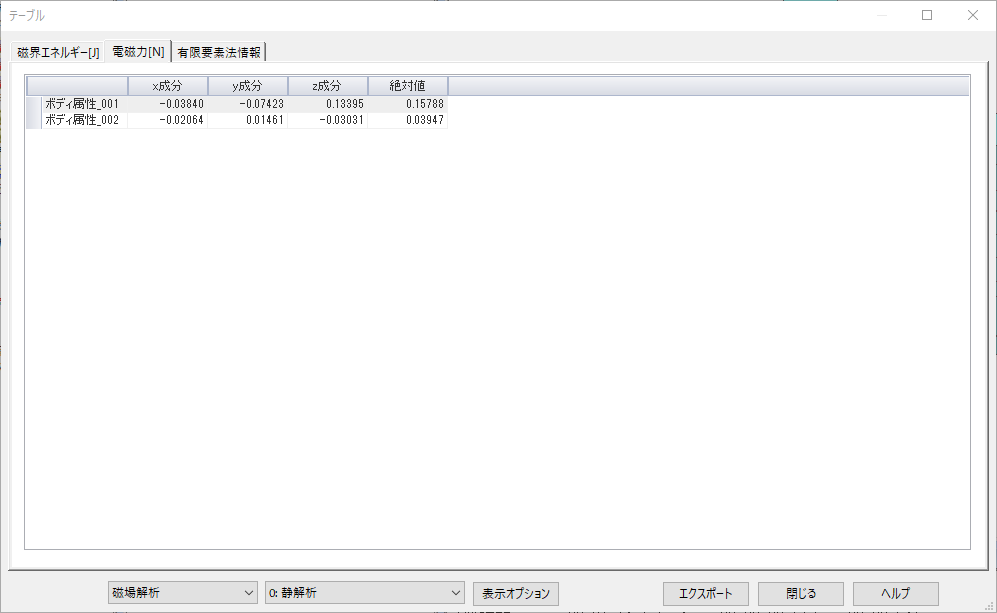 テーブル
磁界エネルギー[J] 電磁力[N] 有限要素法情報
x成分 y成分 z成分 絶対値
ボディ属性_001 -0.03840 -0.07423 0.13395 0.15788
ボディ属性_002 -0.02064 0.01461 -0.03031 0.03947
磁場解析 0: 静解析 表示オプション エクスポート 閉じる ヘルプ